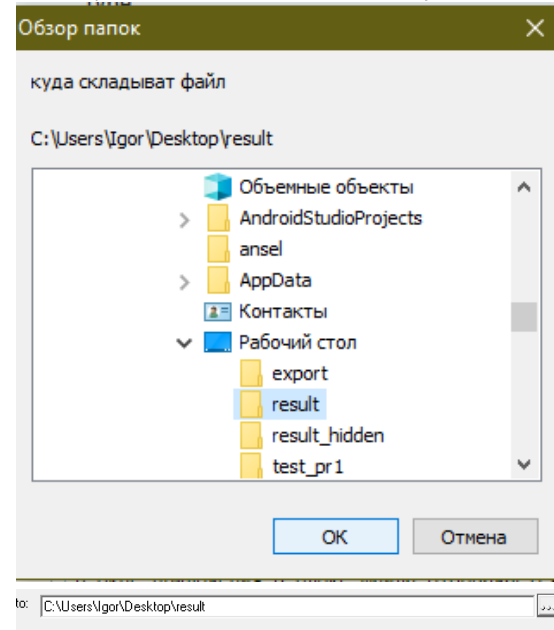 Обзор папок
куда складыват файл
C:\Users\Igor\Desktop\result
Объемные объекты
AndroidStudioProjects
ansel
AppData
Контакты
Рабочий стол
export
result
result_hidden
test_pr1
ОК Отмена
to: C:\Users\Igor\Desktop\result ...